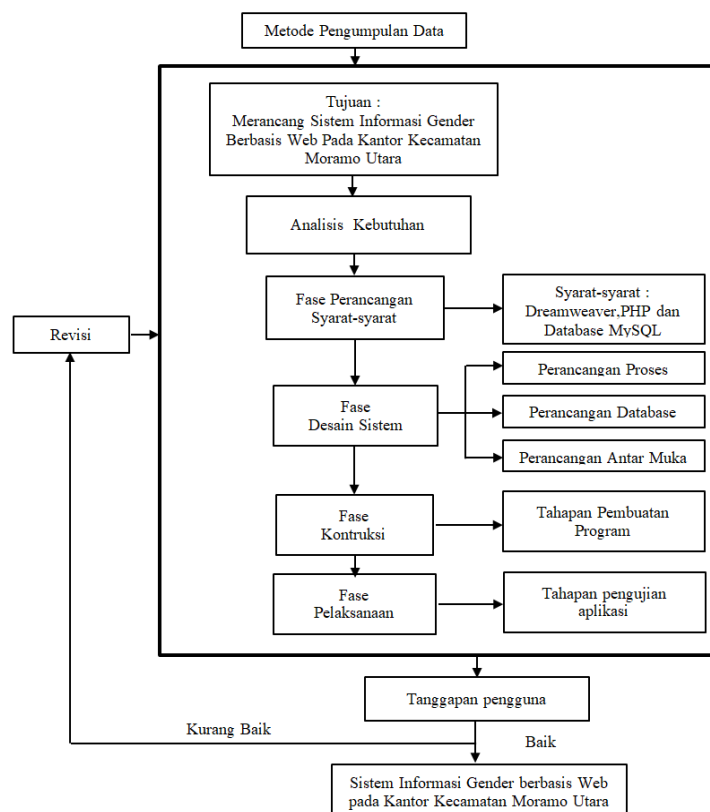 Metode Pengumpulan Data
Tujuan :
Merancang Sistem Informasi Gender
Berbasis Web Pada Kantor Kecamatan
Moramo Utara
Analisis Kebutuhan
Fase Perancangan
Syarat-syarat
Syarat-syarat :
Dreamweaver,PHP dan
Database MySQL
Revisi
Perancangan Proses
Fase
Desain Sistem
Perancangan Database
Perancangan Antar Muka
Fase
Kontruksi
Tahapan Pembuatan
Program
Fase
Pelaksanaan
Tahapan pengujian
aplikasi
Tanggapan pengguna
Kurang Baik
Baik
Sistem Informasi Gender berbasis Web
pada Kantor Kecamatan Moramo Utara